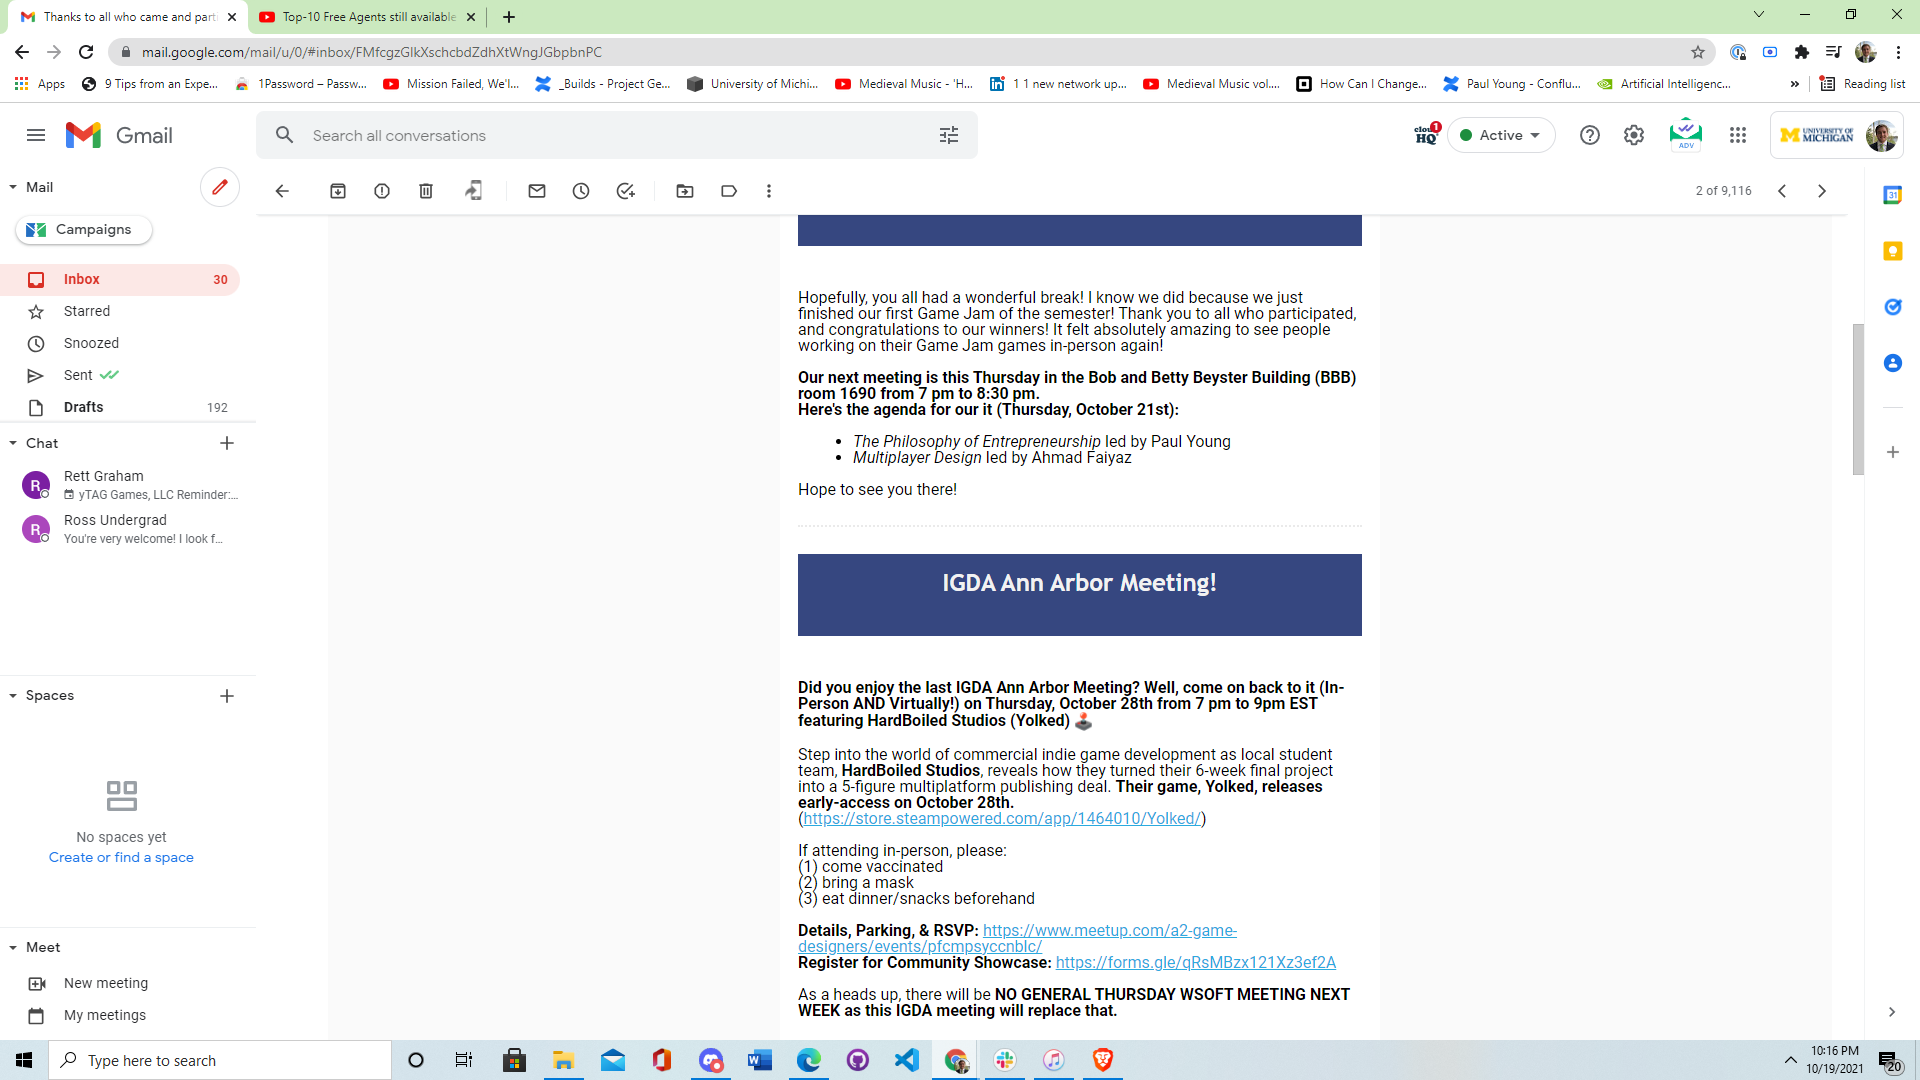 Thanks to all who came and part
Top-10 Free Agents still available
mail.google.com/mail/u/0/#inbox/FMfcgzGlkXschcbdZdhXtWngJGbpbnPC
Apps
9 Tips from an Expe...
1Password – Passw...
Mission Failed, We'l...
_Builds - Project Ge...
University of Michi...
Medieval Music - 'H...
1 1 new network up...
Medieval Music vol....
How Can I Change...
Paul Young - Conflu...
Artificial Intelligenc...
»
Reading list
Gmail
Search all conversations
cloud HQ
1
Active
ADV
UNIVERSITY OF MICHIGAN
Mail
2 of 9,116
31
Campaigns
Inbox 30
Starred
Snoozed
Sent
Drafts 192
Chat
R
Rett Graham
yTAG Games, LLC Reminder:...
R
Ross Undergrad
You're very welcome! I look f...
Spaces
No spaces yet
Create or find a space
Meet
New meeting
My meetings
Hopefully, you all had a wonderful break! I know we did because we just
finished our first Game Jam of the semester! Thank you to all who participated,
and congratulations to our winners! It felt absolutely amazing to see people
working on their Game Jam games in-person again!
Our next meeting is this Thursday in the Bob and Betty Beyster Building (BBB)
room 1690 from 7 pm to 8:30 pm.
Here's the agenda for our it (Thursday, October 21st):
• The Philosophy of Entrepreneurship led by Paul Young
• Multiplayer Design led by Ahmad Faiyaz
Hope to see you there!
IGDA Ann Arbor Meeting!
Did you enjoy the last IGDA Ann Arbor Meeting? Well, come on back to it (In-
Person AND Virtually!) on Thursday, October 28th from 7 pm to 9pm EST
featuring HardBoiled Studios (Yolked) 🕹️
Step into the world of commercial indie game development as local student
team, HardBoiled Studios, reveals how they turned their 6-week final project
into a 5-figure multiplatform publishing deal. Their game, Yolked, releases
early-access on October 28th.
(https://store.steampowered.com/app/1464010/Yolked/)
If attending in-person, please:
(1) come vaccinated
(2) bring a mask
(3) eat dinner/snacks beforehand
Details, Parking, & RSVP: https://www.meetup.com/a2-game-
designers/events/pfcmpsyccnblc/
Register for Community Showcase: https://forms.gle/qRsMBzx121Xz3ef2A
As a heads up, there will be NO GENERAL THURSDAY WSOFT MEETING NEXT
WEEK as this IGDA meeting will replace that.
Type here to search
10:16 PM
10/19/2021
20